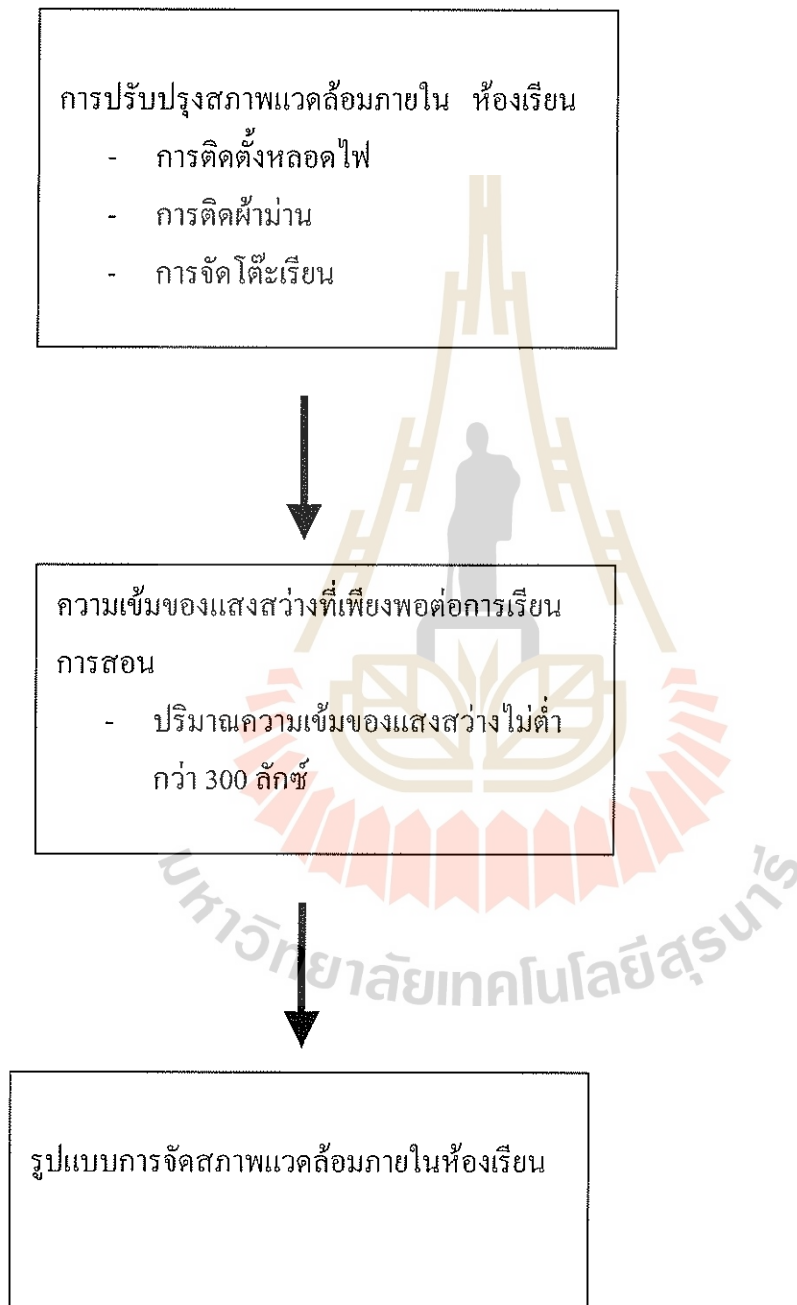 การปรับปรุงสภาพแวดล้อมภายใน ห้องเรียน
- การติดตั้งหลอดไฟ
- การติดผ้าม่าน
- การจัดโต๊ะเรียน
ความเข้มของแสงสว่างที่เพียงพอต่อการเรียน
การสอน
- ปริมาณความเข้มของแสงสว่างไม่ต่ำ
กว่า 300 ลักซ์
มหาวิทยาลัยเทคโนโลยีสุรนารี
รูปแบบการจัดสภาพแวดล้อมภายในห้องเรียน